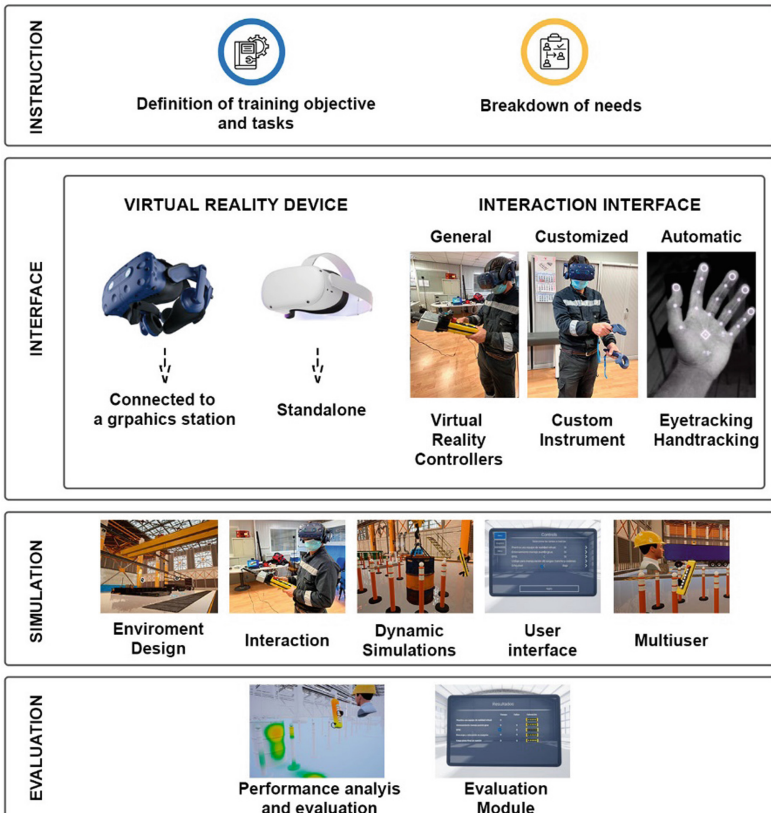 INSTRUCTION
Definition of training objective
and tasks
Breakdown of needs
INTERFACE
VIRTUAL REALITY DEVICE
Connected to
a grpahics station
Standalone
INTERACTION INTERFACE
General
Customized
Automatic
Virtual
Reality
Controllers
Custom
Instrument
Eyetracking
Handtracking
SIMULATION
Enviroment
Design
Interaction
Dynamic
Simulations
Controls
User
interface
Multiuser
EVALUATION
Performance analyis
and evaluation
Resultados
Evaluation
Module